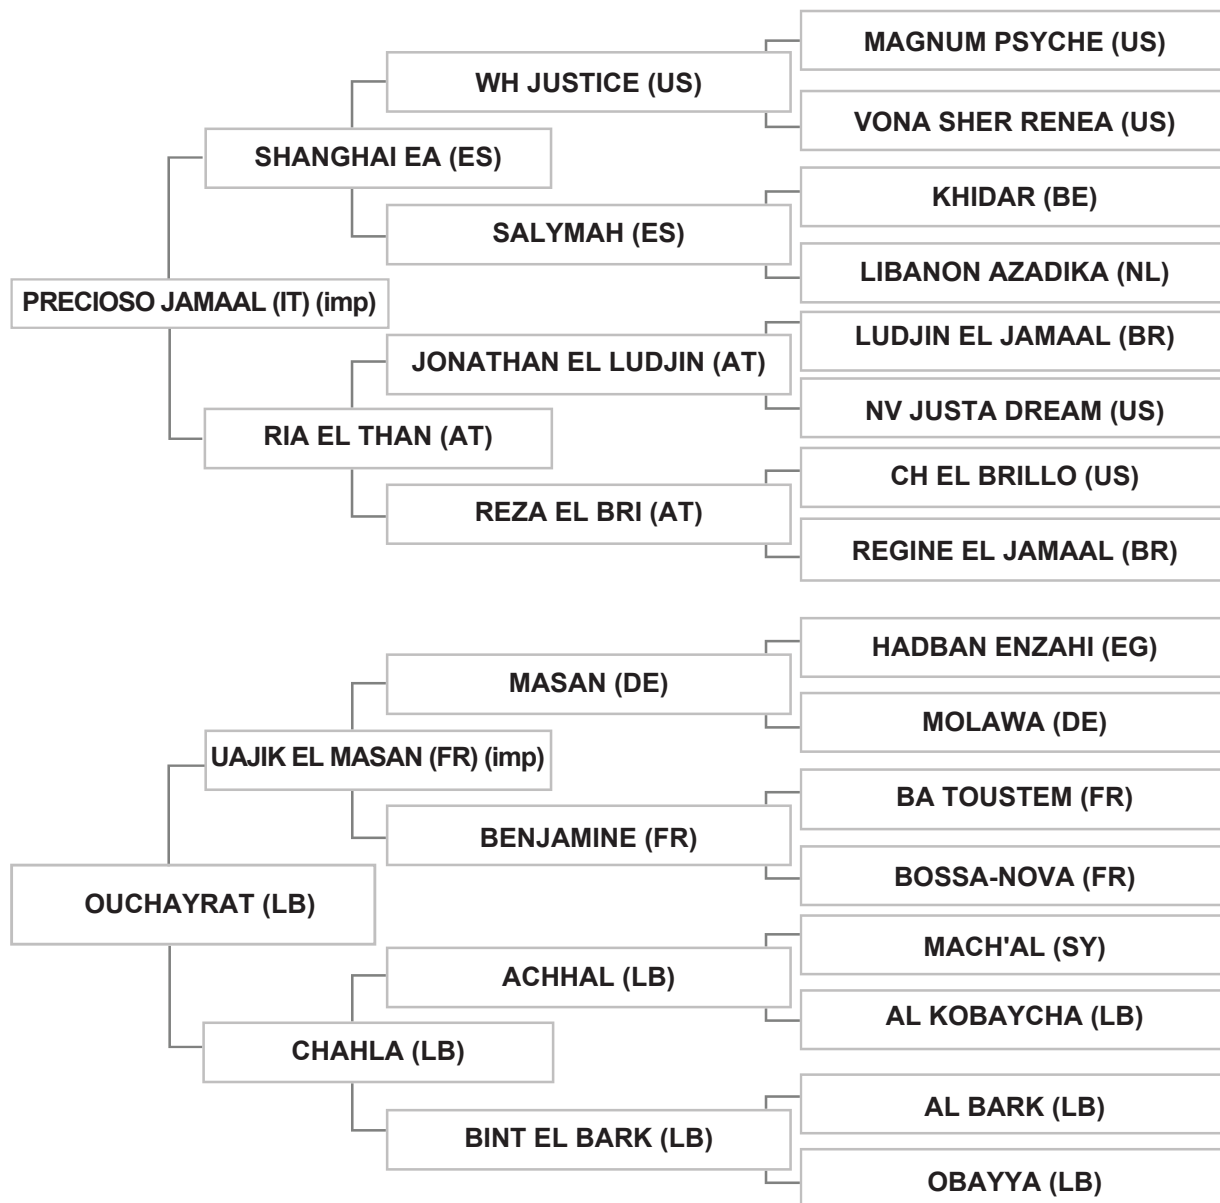 MAGNUM PSYCHE (US)
WH JUSTICE (US)
VONA SHER RENEA (US)
SHANGHAI EA (ES)
KHIDAR (BE)
SALYMAH (ES)
LIBANON AZADIKA (NL)
PRECIOSO JAMAAL (IT) (imp)
LUDJIN EL JAMAAL (BR)
JONATHAN EL LUDJIN (AT)
NV JUSTA DREAM (US)
RIA EL THAN (AT)
CH EL BRILLO (US)
REZA EL BRI (AT)
REGINE EL JAMAAL (BR)
HADBAN ENZAHI (EG)
MASAN (DE)
MOLAWA (DE)
UAJIK EL MASAN (FR) (imp)
BA TOUSTEM (FR)
BENJAMINE (FR)
BOSSA-NOVA (FR)
OUCHAYRAT (LB)
MACH'AL (SY)
ACHHAL (LB)
AL KOBAYCHA (LB)
CHAHLA (LB)
AL BARK (LB)
BINT EL BARK (LB)
OBAYYA (LB)